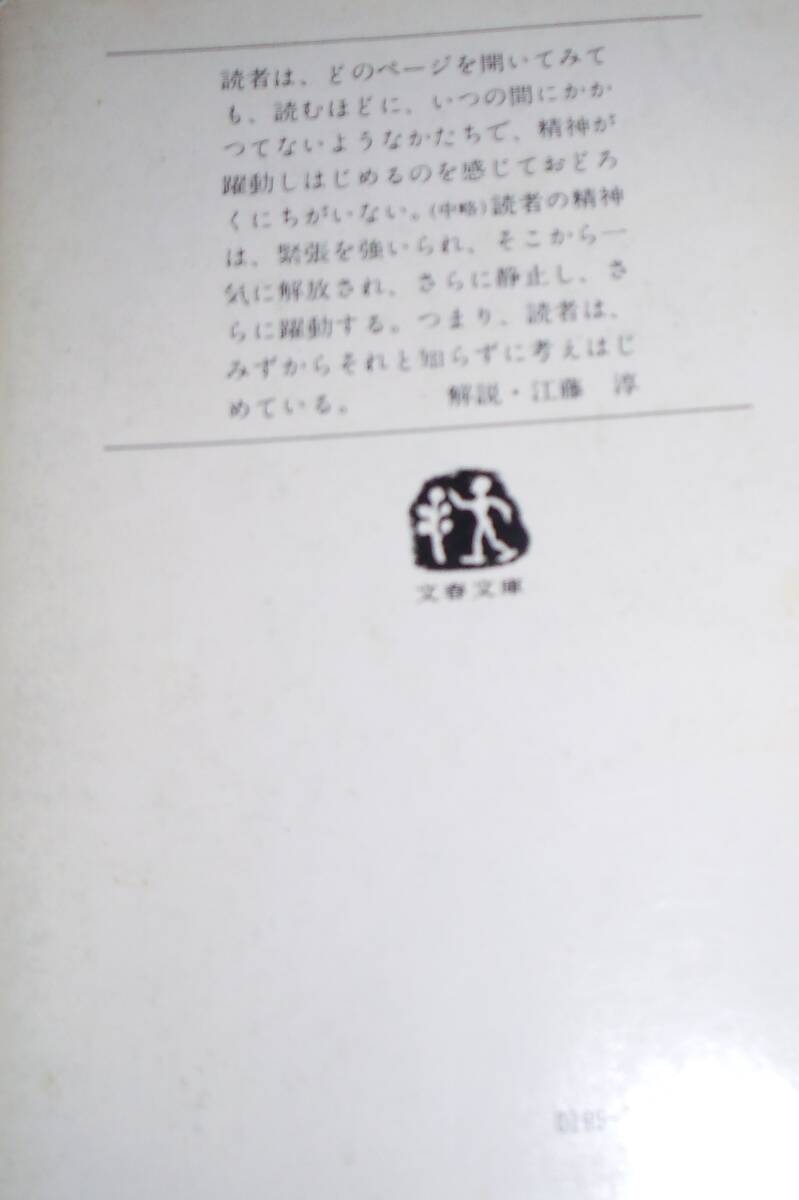 読者は、どのページを開いてみて
も、読むほどに、いつの間にかか
つてないようなかたちで、精神が
躍動しはじめるのを感じておどろ
くにちがいない。(中略)読者の精神
は、緊張を強いられ、そこから一
気に解放され、さらに静止し、さ
らに躍動する。つまり、読者は、
みずからそれと知らずに考えはじ
めている。 解説・江藤 淳
文春文庫